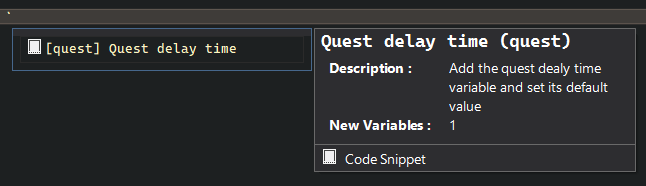 [quest] Quest delay time
Quest delay time (quest)
Description : Add the quest dealy time
variable and set its default
value
New Variables : 1
Code Snippet